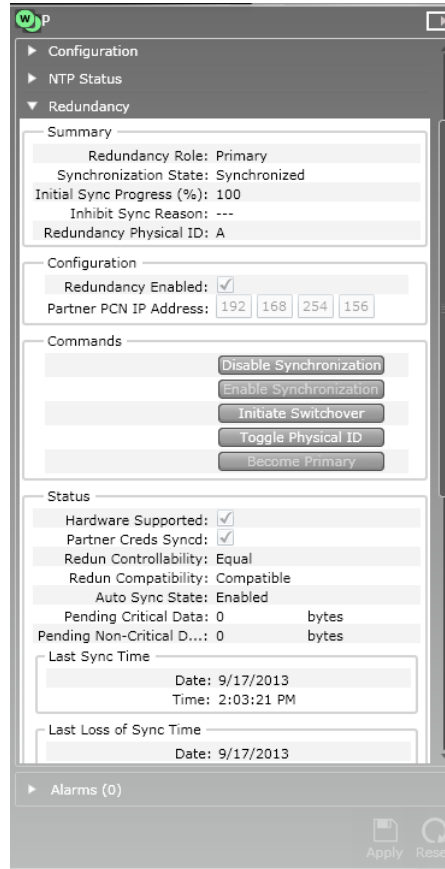 W P
Configuration
NTP Status
Redundancy
Summary
Redundancy Role: Primary
Synchronization State: Synchronized
Initial Sync Progress (%): 100
Inhibit Sync Reason: ---
Redundancy Physical ID: A
Configuration
Redundancy Enabled:
Partner PCN IP Address: 192 168 254 156
Commands
Disable Synchronization
Enable Synchronization
Initiate Switchover
Toggle Physical ID
Become Primary
Status
Hardware Supported:
Partner Creds Syncd:
Redun Controllability: Equal
Redun Compatibility: Compatible
Auto Sync State: Enabled
Pending Critical Data: 0 bytes
Pending Non-Critical D...: 0 bytes
Last Sync Time
Date: 9/17/2013
Time: 2:03:21 PM
Last Loss of Sync Time
Date: 9/17/2013
Alarms (0)
Apply Rese